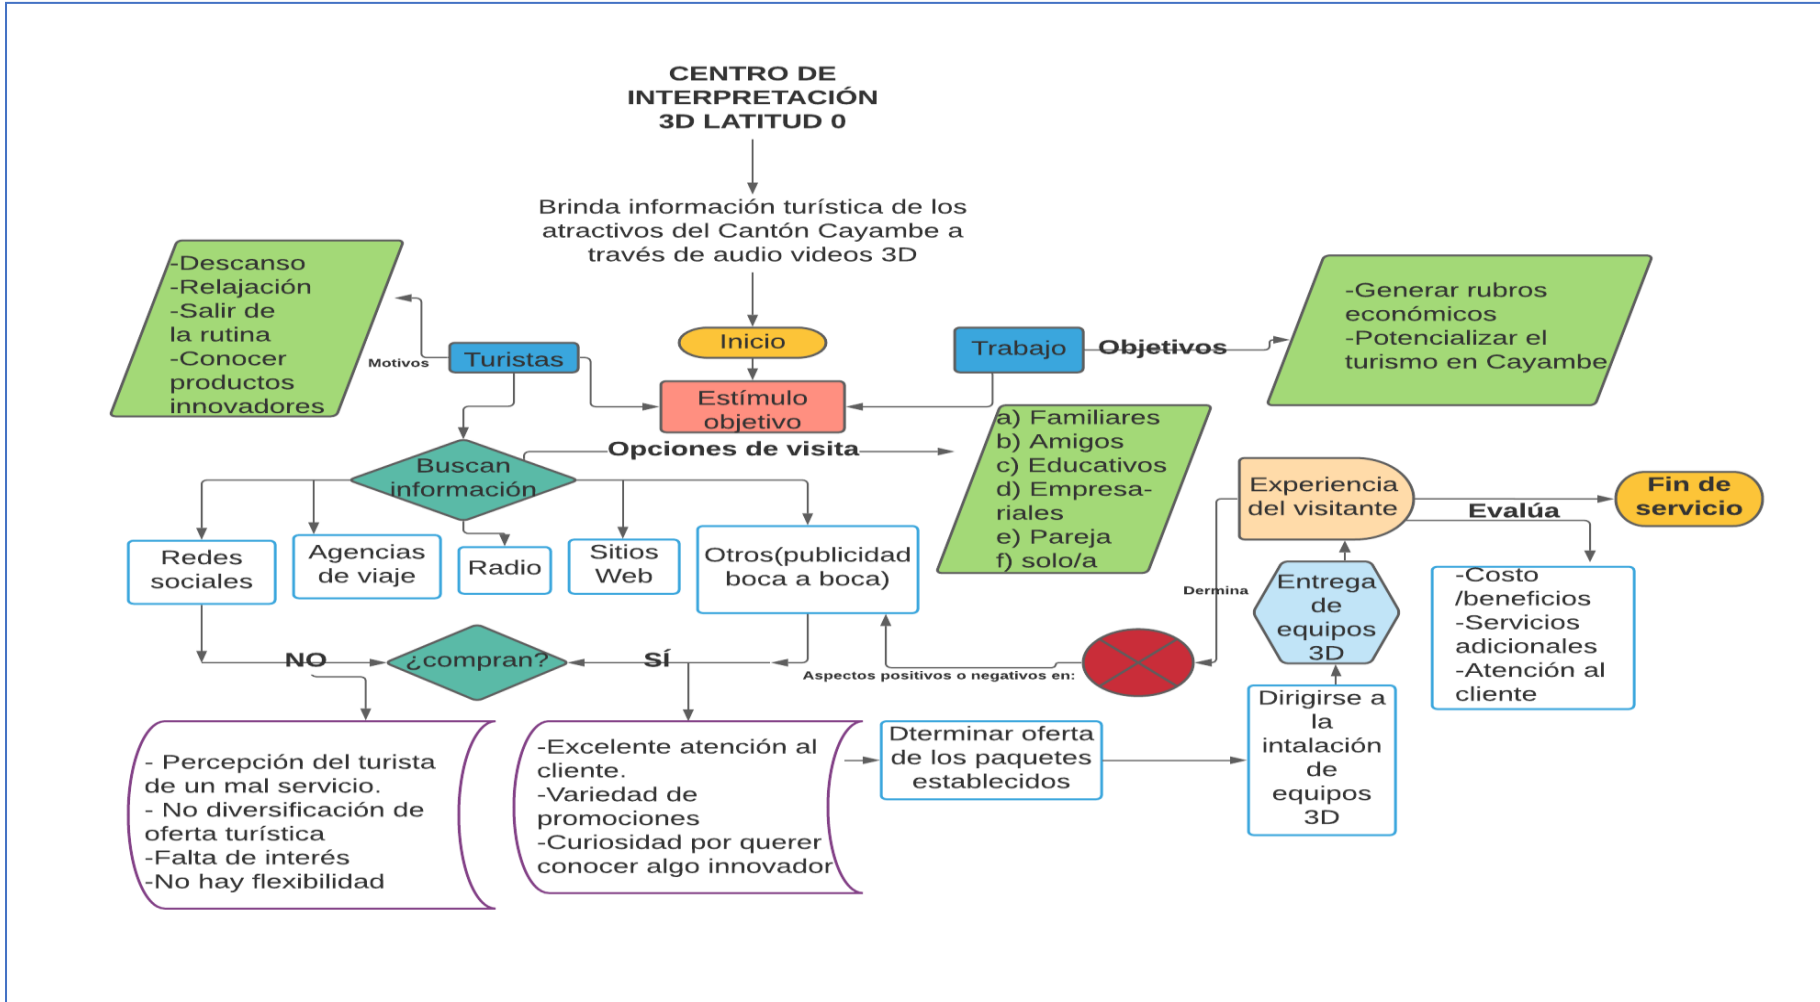 CENTRO DE
INTERPRETACIÓN
3D LATITUD 0
Brinda información turística de los
atractivos del Cantón Cayambe a
través de audio videos 3D
-Descanso
-Relajación
-Salir de
la rutina
-Conocer
productos
innovadores
Motivos
Turistas
Inicio
Estímulo
objetivo
Trabajo
Objetivos
-Generar rubros
económicos
-Potencializar el
turismo en Cayambe
Buscan
información
Opciones de visita
a) Familiares
b) Amigos
c) Educativos
d) Empresa-
riales
e) Pareja
f) solo/a
Experiencia
del visitante
Fin de
servicio
Evalúa
Redes
sociales
Agencias
de viaje
Radio
Sitios
Web
Otros(publicidad
boca a boca)
Dermina
Entrega
de
equipos
3D
-Costo
/beneficios
-Servicios
adicionales
-Atención al
cliente
NO
¿compran?
SÍ
Aspectos positivos o negativos en:
- Percepción del turista
de un mal servicio.
- No diversificación de
oferta turística
-Falta de interés
-No hay flexibilidad
-Excelente atención al
cliente.
-Variedad de
promociones
-Curiosidad por querer
conocer algo innovador
Dterminar oferta
de los paquetes
establecidos
Dirigirse a
la
intalación
de
equipos
3D